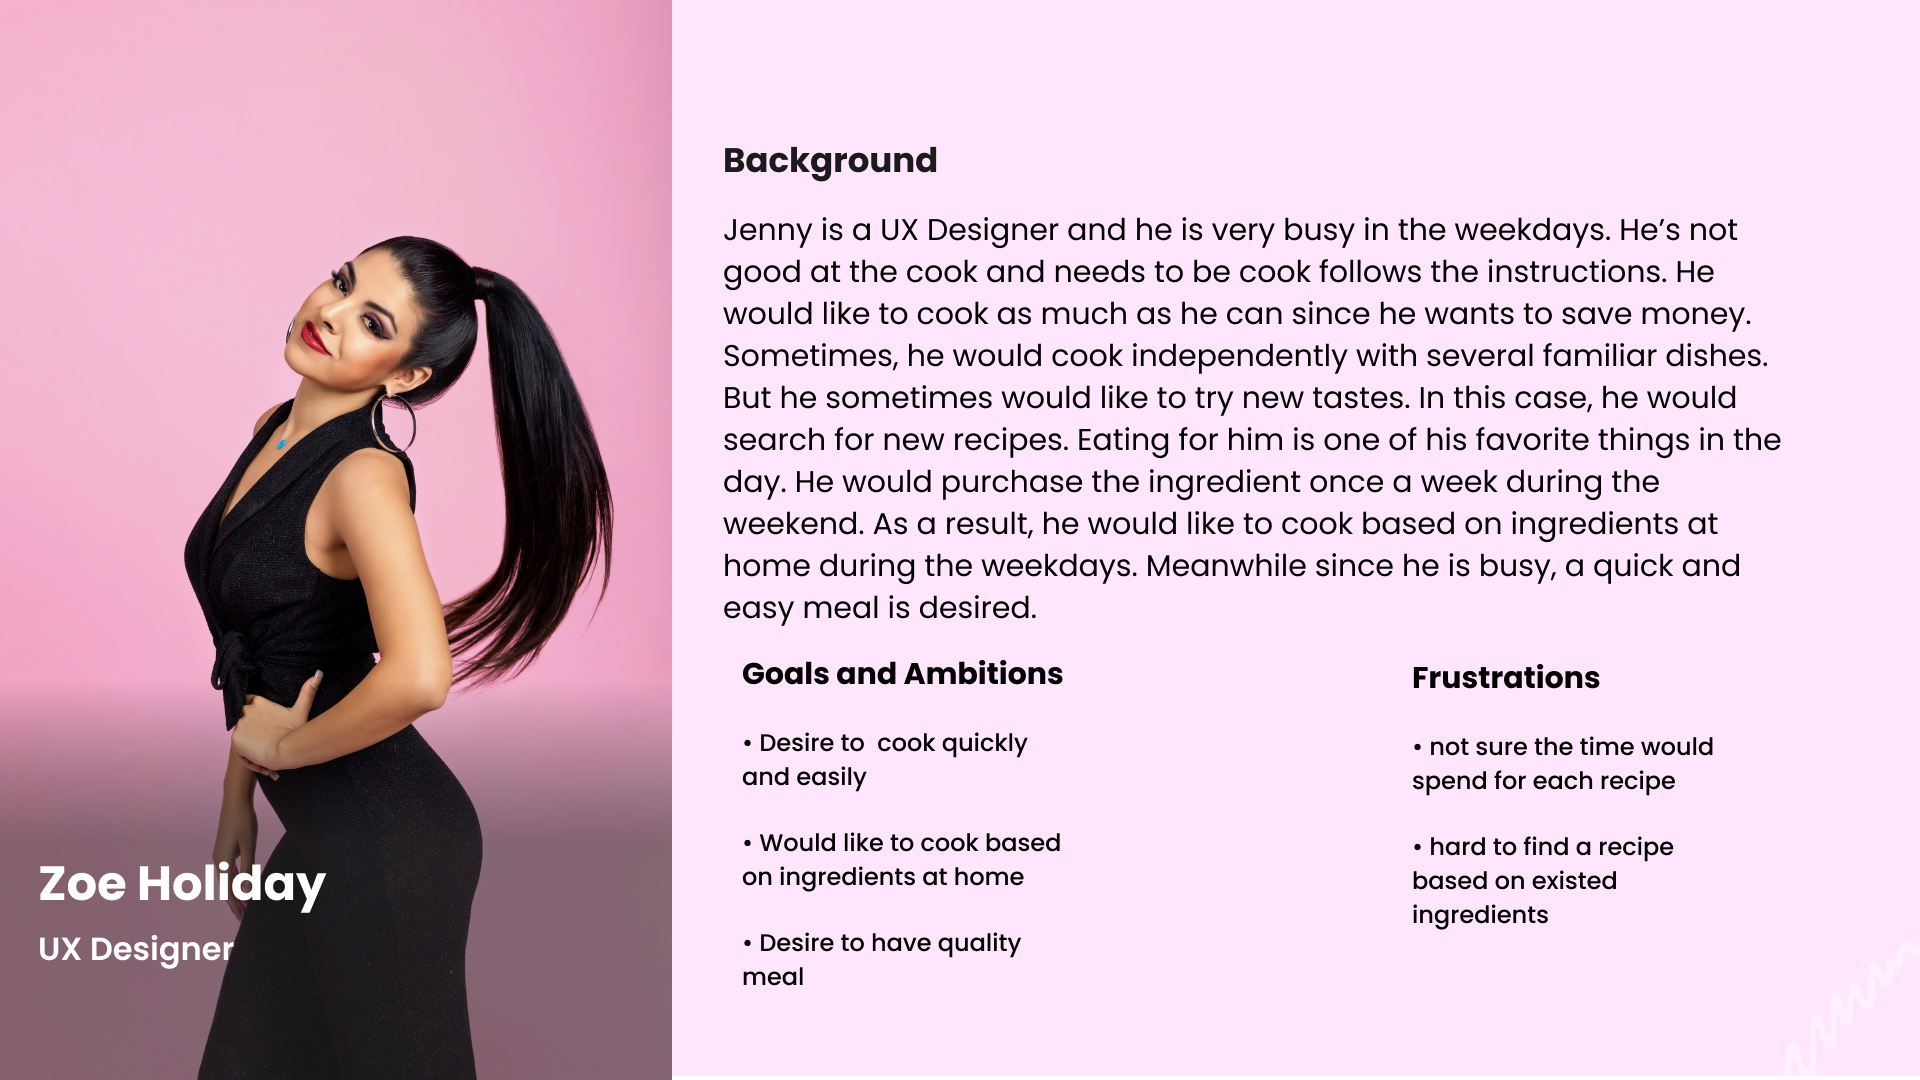 Background
Jenny is a UX Designer and he is very busy in the weekdays. He’s not
good at the cook and needs to be cook follows the instructions. He
would like to cook as much as he can since he wants to save money.
Sometimes, he would cook independently with several familiar dishes.
But he sometimes would like to try new tastes. In this case, he would
search for new recipes. Eating for him is one of his favorite things in the
day. He would purchase the ingredient once a week during the
weekend. As a result, he would like to cook based on ingredients at
home during the weekdays. Meanwhile since he is busy, a quick and
easy meal is desired.
Goals and Ambitions
• Desire to  cook quickly
and easily
• Would like to cook based
on ingredients at home
• Desire to have quality
meal
Frustrations
• not sure the time would
spend for each recipe
• hard to find a recipe
based on existed
ingredients
Zoe Holiday
UX Designer